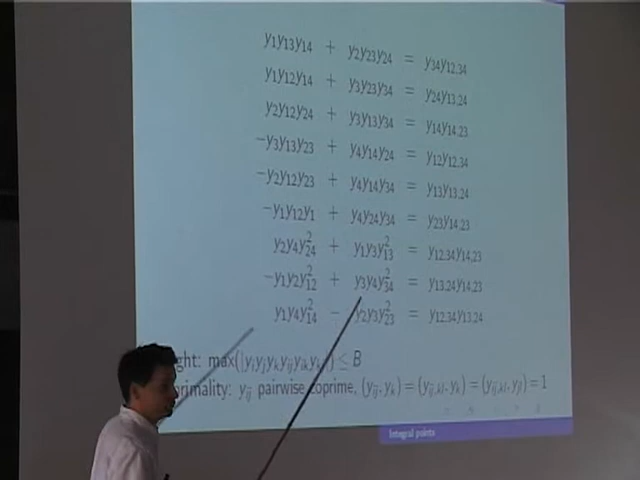 y₁y₁₃y₁₄ + y₂y₂₃y₂₄ = y₃₄y₁₂,₃₄
y₁y₁₂y₁₄ + y₃y₂₃y₃₄ = y₂₄y₁₃,₂₄
y₂y₁₂y₂₄ + y₃y₁₃y₃₄ = y₁₄y₁₄,₂₃
−y₃y₁₃y₂₃ + y₄y₁₄y₂₄ = y₁₂y₁₂,₃₄
−y₂y₁₂y₂₃ + y₄y₁₄y₃₄ = y₁₃y₁₃,₂₄
−y₁y₁₂y₁ + y₄y₂₄y₃₄ = y₂₃y₁₄,₂₃
y₂y₄y₂₄² + y₁y₃y₁₃² = y₁₂,₃₄y₁₄,₂₃
−y₁y₂y₁₂² + y₃y₄y₃₄² = y₁₃,₂₄y₁₄,₂₃
y₁y₄y₁₄² − y₂y₃y₂₃² = y₁₂,₃₄y₁₃,₂₄
ght: max(|yᵢyⱼyₖyᵢⱼyᵢₖy |) ≤ B
rimality: yᵢⱼ pairwise coprime, (yᵢⱼ, yₖ) = (yᵢⱼ,ₖₗ, yₖ) = (yᵢⱼ,ₖₗ, yⱼₗ) = 1
Integral points